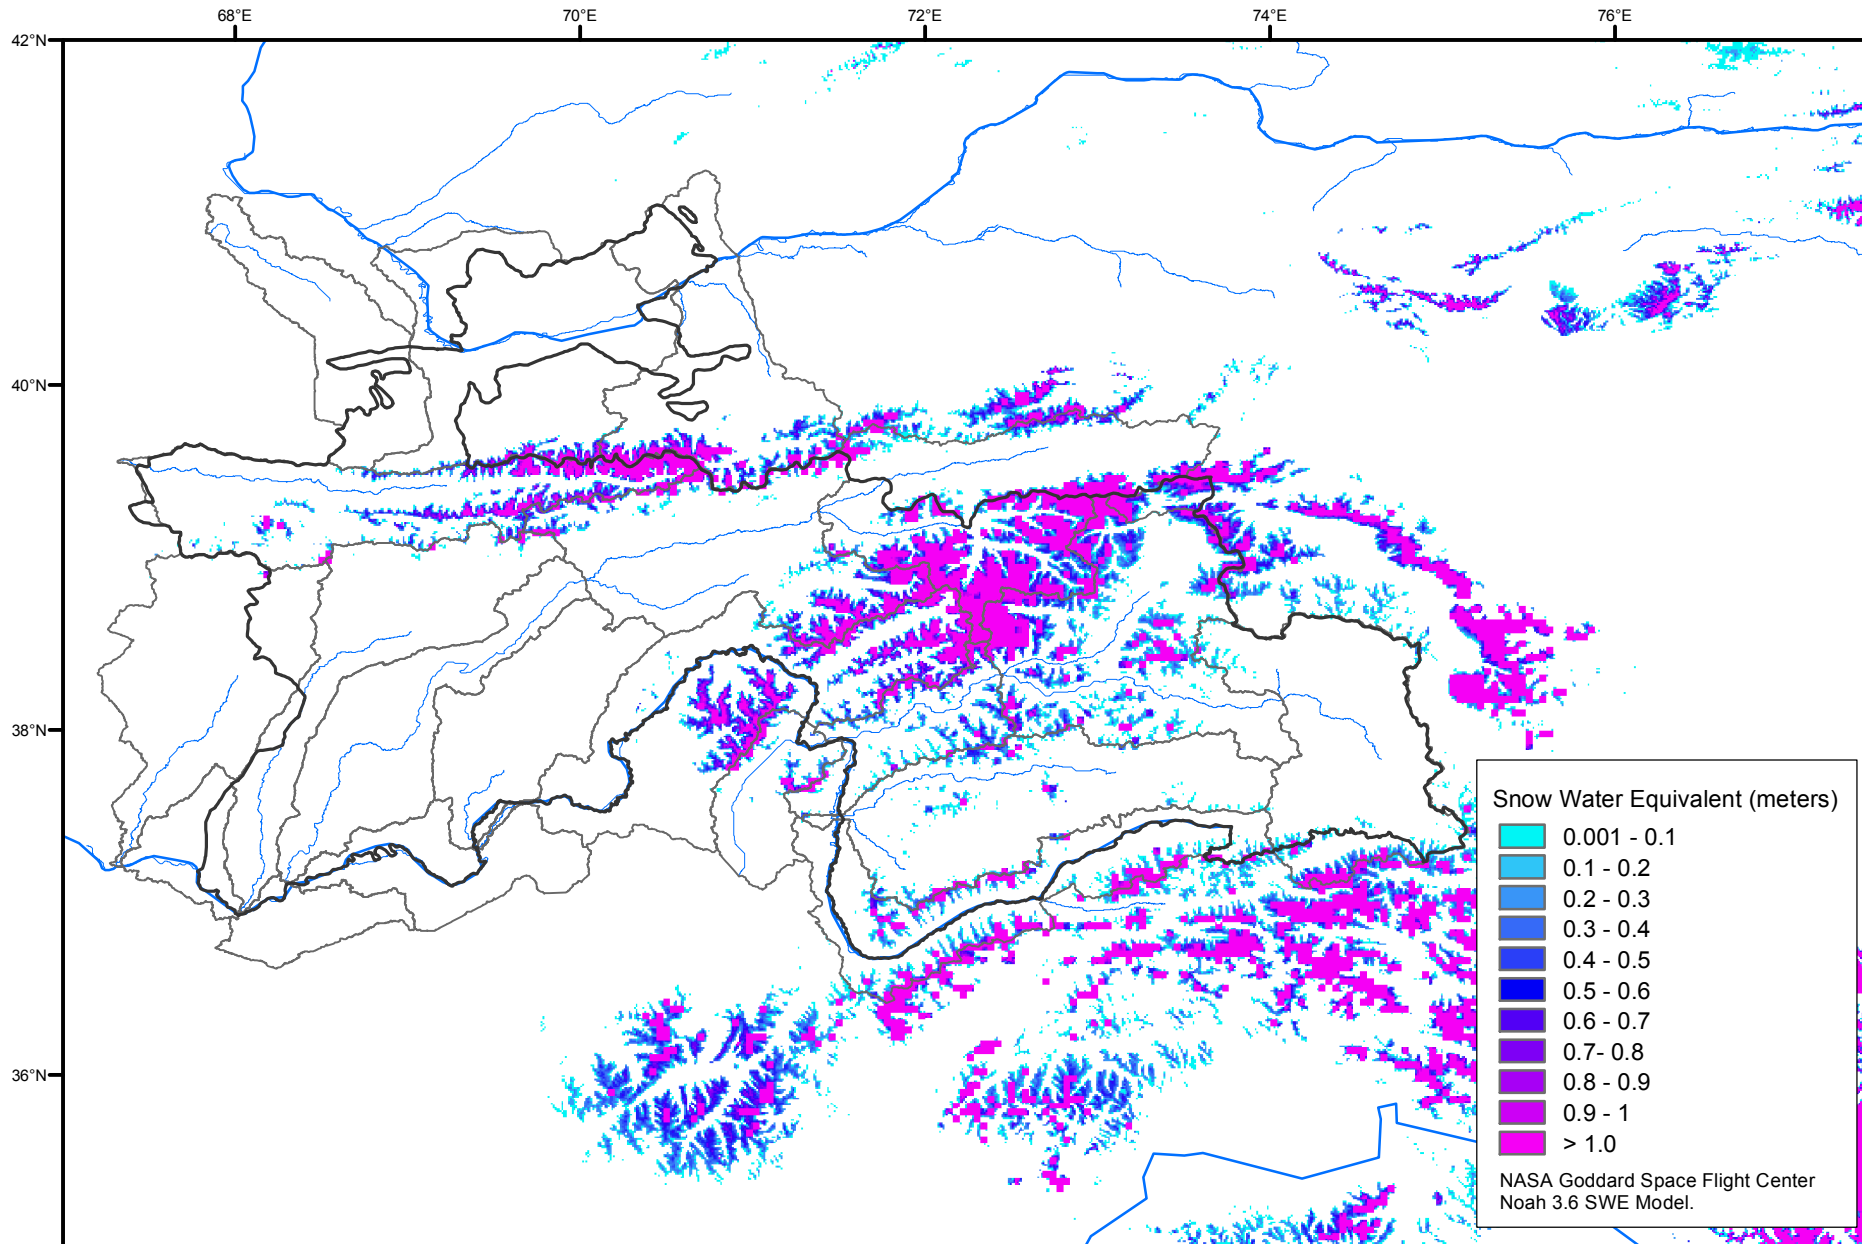 68°E 70°E 72°E 74°E 76°E
42°N
40°N
38°N
36°N
Snow Water Equivalent (meters)
0.001 - 0.1
0.1 - 0.2
0.2 - 0.3
0.3 - 0.4
0.4 - 0.5
0.5 - 0.6
0.6 - 0.7
0.7- 0.8
0.8 - 0.9
0.9 - 1
> 1.0
NASA Goddard Space Flight Center
Noah 3.6 SWE Model.